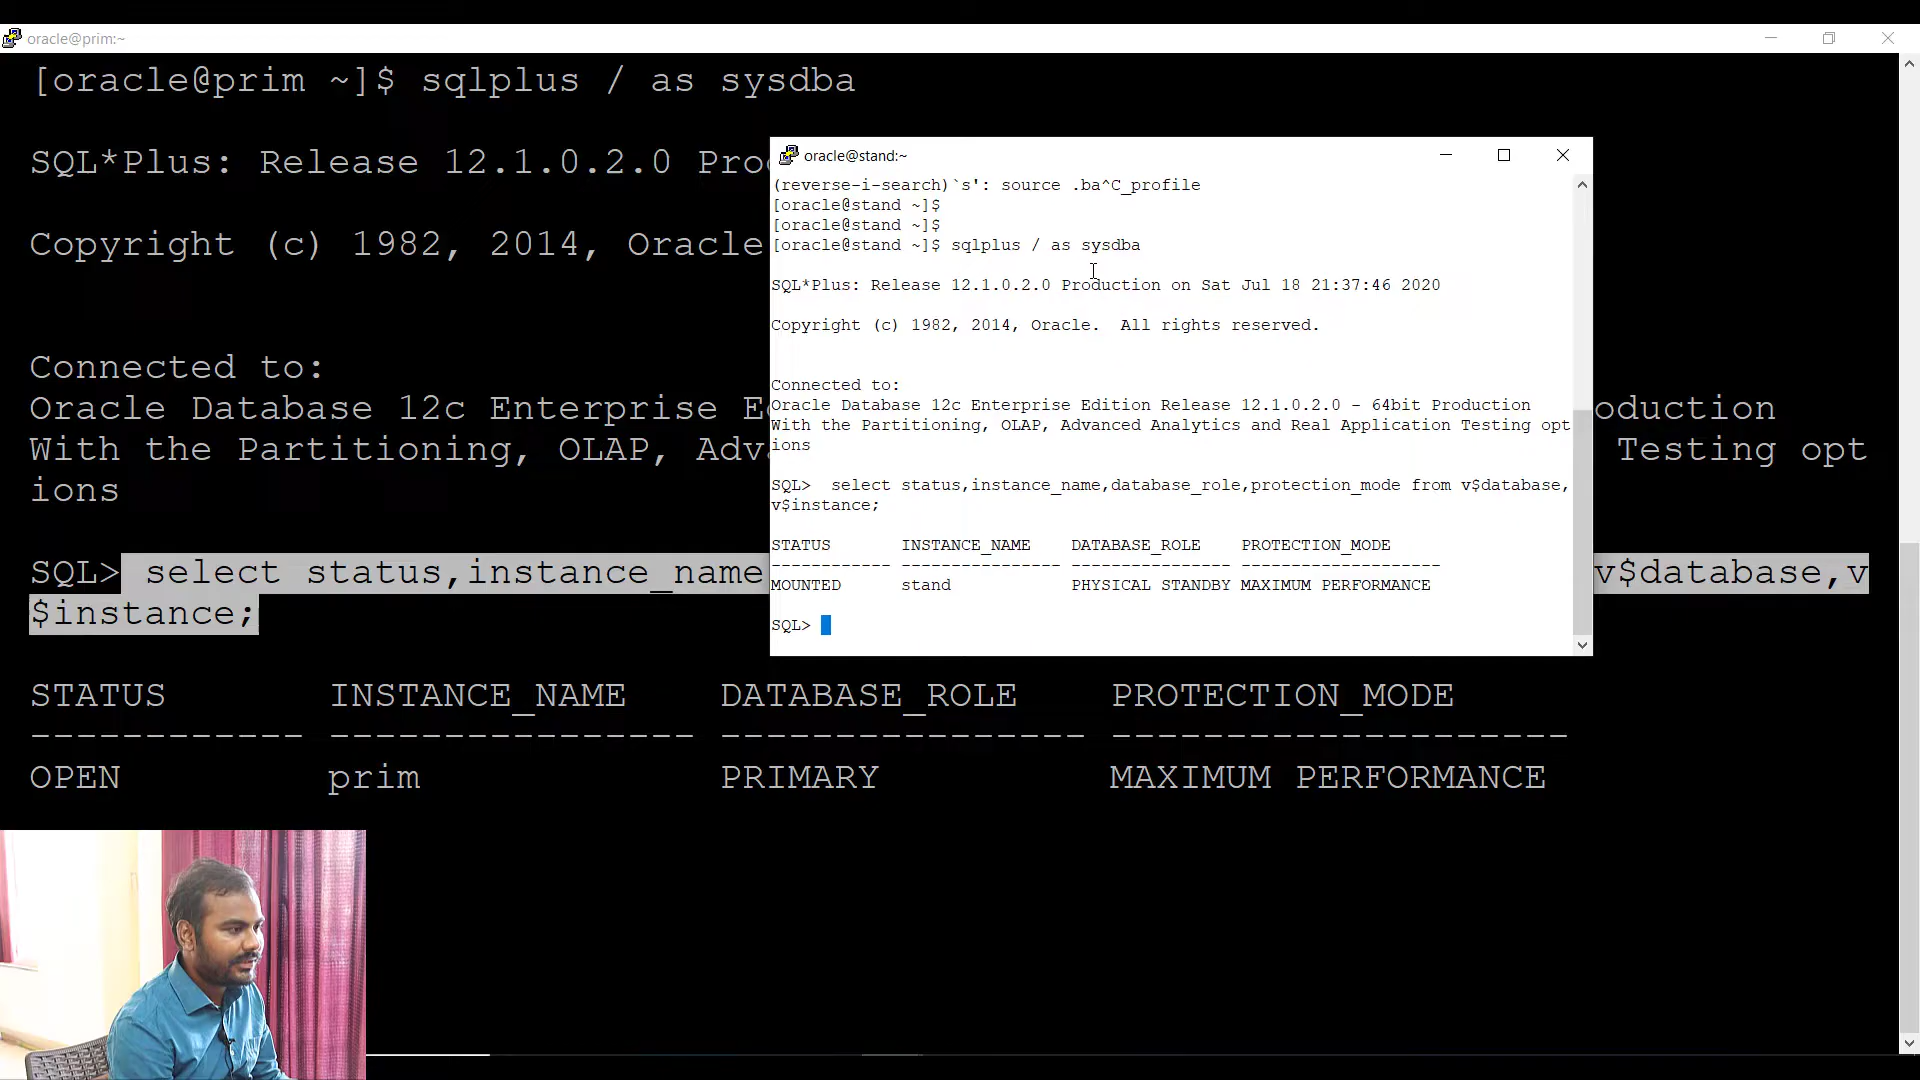 oracle@prim:~
[oracle@prim ~]$ sqlplus / as sysdba
SQL*Plus: Release 12.1.0.2.0 Pro
Copyright (c) 1982, 2014, Oracle
Connected to:
Oracle Database 12c Enterprise E
oduction
With the Partitioning, OLAP, Adv
Testing opt
ions
SQL> select status,instance_name
v$database,v
$instance;
STATUS INSTANCE_NAME DATABASE_ROLE PROTECTION_MODE
------------ ---------------- ---------------- --------------------
OPEN prim PRIMARY MAXIMUM PERFORMANCE
oracle@stand:~
(reverse-i-search)`s': source .ba^C_profile
[oracle@stand ~]$
[oracle@stand ~]$
[oracle@stand ~]$ sqlplus / as sysdba
SQL*Plus: Release 12.1.0.2.0 Production on Sat Jul 18 21:37:46 2020
Copyright (c) 1982, 2014, Oracle.  All rights reserved.
Connected to:
Oracle Database 12c Enterprise Edition Release 12.1.0.2.0 - 64bit Production
With the Partitioning, OLAP, Advanced Analytics and Real Application Testing opt
ions
SQL>  select status,instance_name,database_role,protection_mode from v$database,
v$instance;
STATUS INSTANCE_NAME DATABASE_ROLE PROTECTION_MODE
------------ ---------------- ---------------- --------------------
MOUNTED stand PHYSICAL STANDBY MAXIMUM PERFORMANCE
SQL>